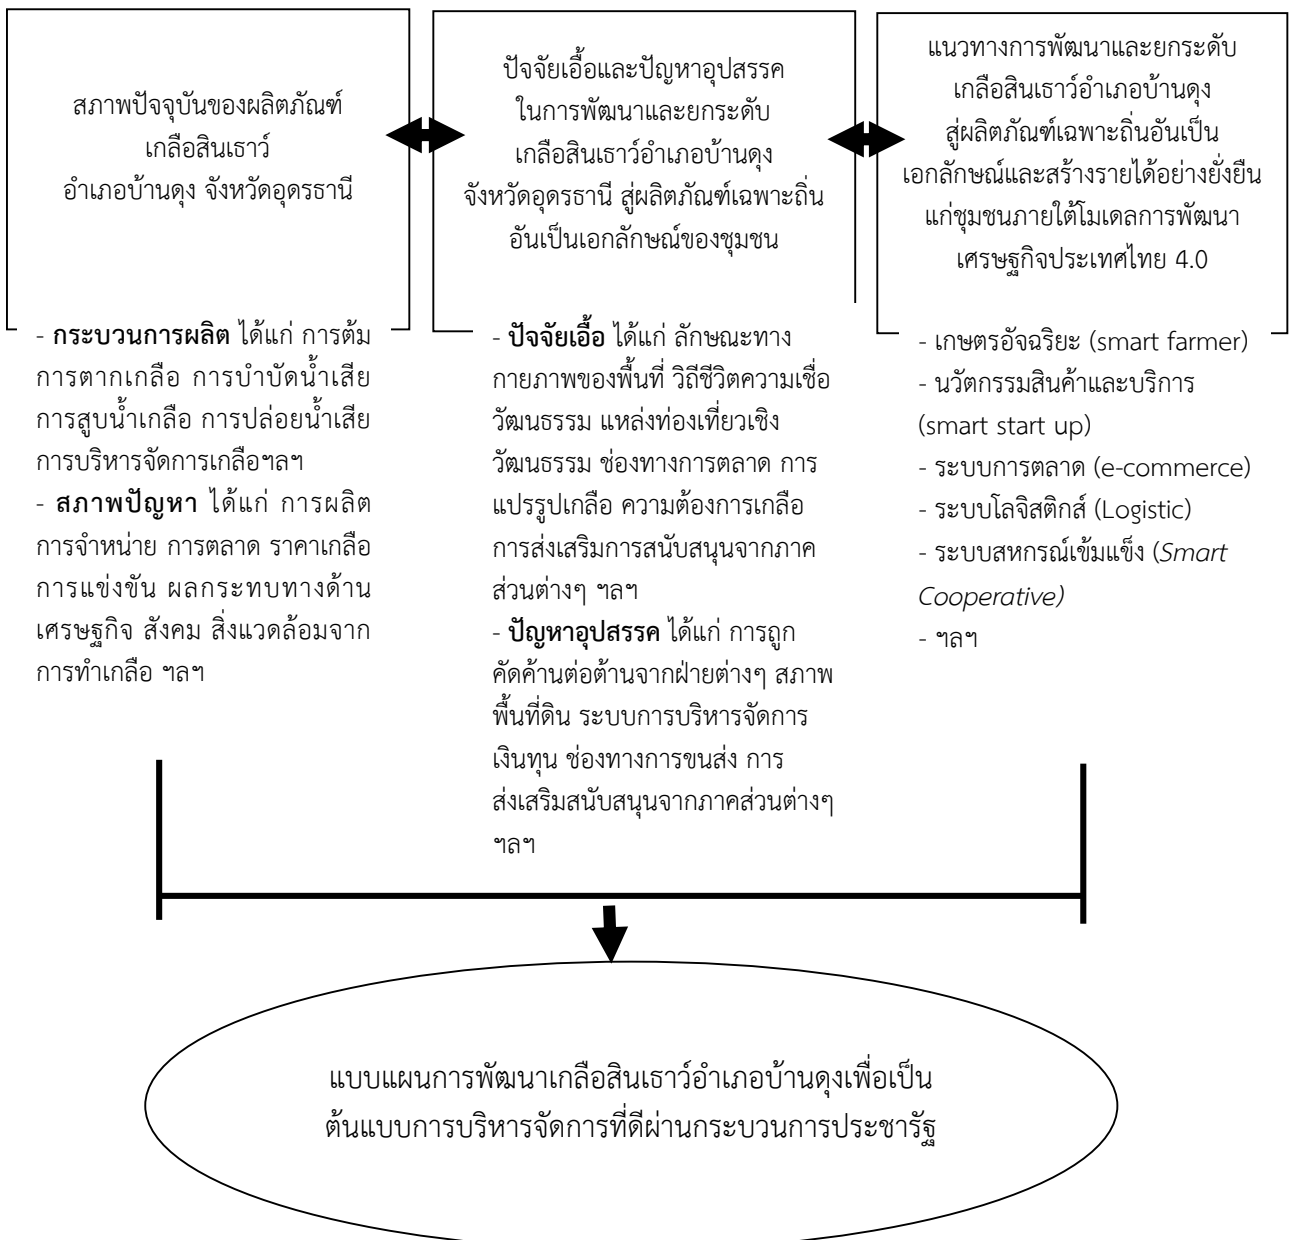 สภาพปัจจุบันของผลิตภัณฑ์
เกลือสินเธาว์
อำเภอบ้านดุง จังหวัดอุดรธานี
ปัจจัยเอื้อและปัญหาอุปสรรค
ในการพัฒนาและยกระดับ
เกลือสินเธาว์อำเภอบ้านดุง
จังหวัดอุดรธานี สู่ผลิตภัณฑ์เฉพาะถิ่น
อันเป็นเอกลักษณ์ของชุมชน
แนวทางการพัฒนาและยกระดับ
เกลือสินเธาว์อำเภอบ้านดุง
สู่ผลิตภัณฑ์เฉพาะถิ่นอันเป็น
เอกลักษณ์และสร้างรายได้อย่างยั่งยืน
แก่ชุมชนภายใต้โมเดลการพัฒนา
เศรษฐกิจประเทศไทย 4.0
- กระบวนการผลิต ได้แก่ การต้ม
การตากเกลือ การบำบัดน้ำเสีย
การสูบน้ำเกลือ การปล่อยน้ำเสีย
การบริหารจัดการเกลือฯลฯ
- สภาพปัญหา ได้แก่ การผลิต
การจำหน่าย การตลาด ราคาเกลือ
การแข่งขัน ผลกระทบทางด้าน
เศรษฐกิจ สังคม สิ่งแวดล้อมจาก
การทำเกลือ ฯลฯ
- ปัจจัยเอื้อ ได้แก่ ลักษณะทาง
กายภาพของพื้นที่ วิถีชีวิตความเชื่อ
วัฒนธรรม แหล่งท่องเที่ยวเชิง
วัฒนธรรม ช่องทางการตลาด การ
แปรรูปเกลือ ความต้องการเกลือ
การส่งเสริมการสนับสนุนจากภาค
ส่วนต่างๆ ฯลฯ
- ปัญหาอุปสรรค ได้แก่ การถูก
คัดค้านต่อต้านจากฝ่ายต่างๆ สภาพ
พื้นที่ดิน ระบบการบริหารจัดการ
เงินทุน ช่องทางการขนส่ง การ
ส่งเสริมสนับสนุนจากภาคส่วนต่างๆ
ฯลฯ
- เกษตรอัจฉริยะ (smart farmer)
- นวัตกรรมสินค้าและบริการ
(smart start up)
- ระบบการตลาด (e-commerce)
- ระบบโลจิสติกส์ (Logistic)
- ระบบสหกรณ์เข้มแข็ง (Smart
Cooperative)
- ฯลฯ
แบบแผนการพัฒนาเกลือสินเธาว์อำเภอบ้านดุงเพื่อเป็น
ต้นแบบการบริหารจัดการที่ดีผ่านกระบวนการประชารัฐ